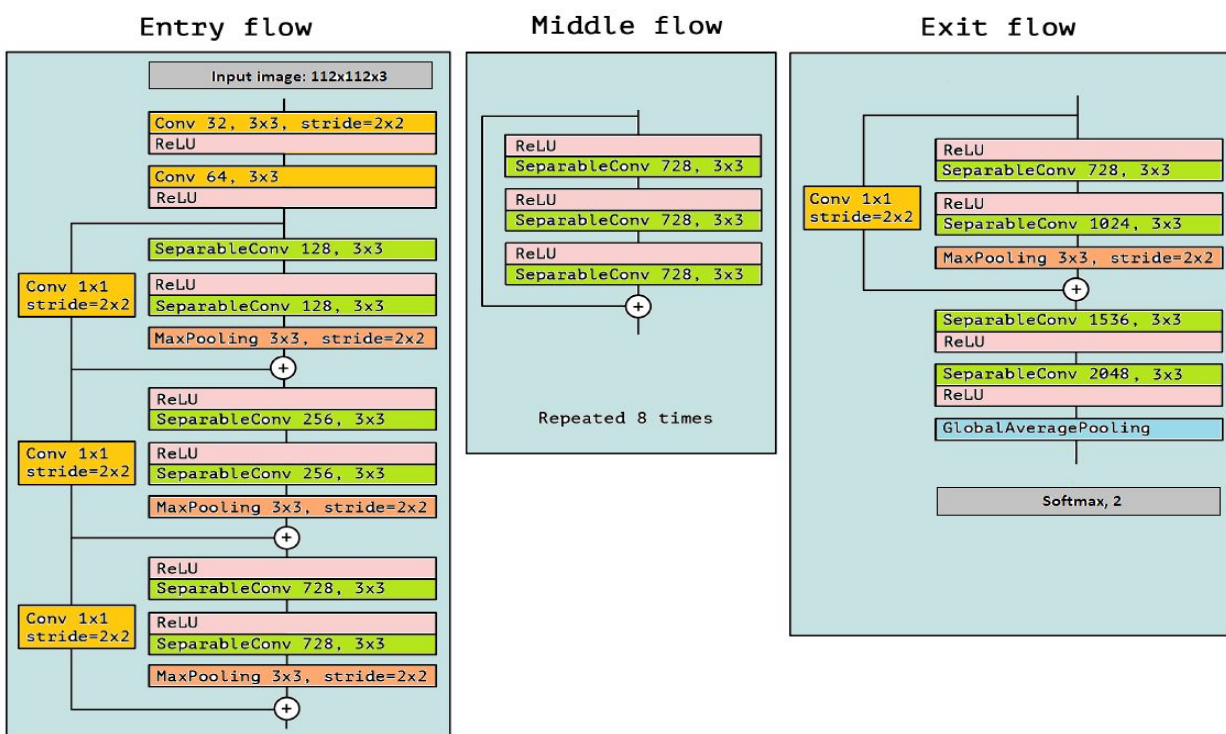 Entry flow
Input image: 112x112x3
Conv 32, 3x3, stride=2x2
ReLU
Conv 64, 3x3
ReLU
SeparableConv 128, 3x3
Conv 1x1
stride=2x2
ReLU
SeparableConv 128, 3x3
MaxPooling 3x3, stride=2x2
+
ReLU
SeparableConv 256, 3x3
Conv 1x1
stride=2x2
ReLU
SeparableConv 256, 3x3
MaxPooling 3x3, stride=2x2
+
ReLU
SeparableConv 728, 3x3
Conv 1x1
stride=2x2
ReLU
SeparableConv 728, 3x3
MaxPooling 3x3, stride=2x2
+
Middle flow
ReLU
SeparableConv 728, 3x3
ReLU
SeparableConv 728, 3x3
ReLU
SeparableConv 728, 3x3
+
Repeated 8 times
Exit flow
ReLU
SeparableConv 728, 3x3
Conv 1x1
stride=2x2
ReLU
SeparableConv 1024, 3x3
MaxPooling 3x3, stride=2x2
+
SeparableConv 1536, 3x3
ReLU
SeparableConv 2048, 3x3
ReLU
GlobalAveragePooling
Softmax, 2